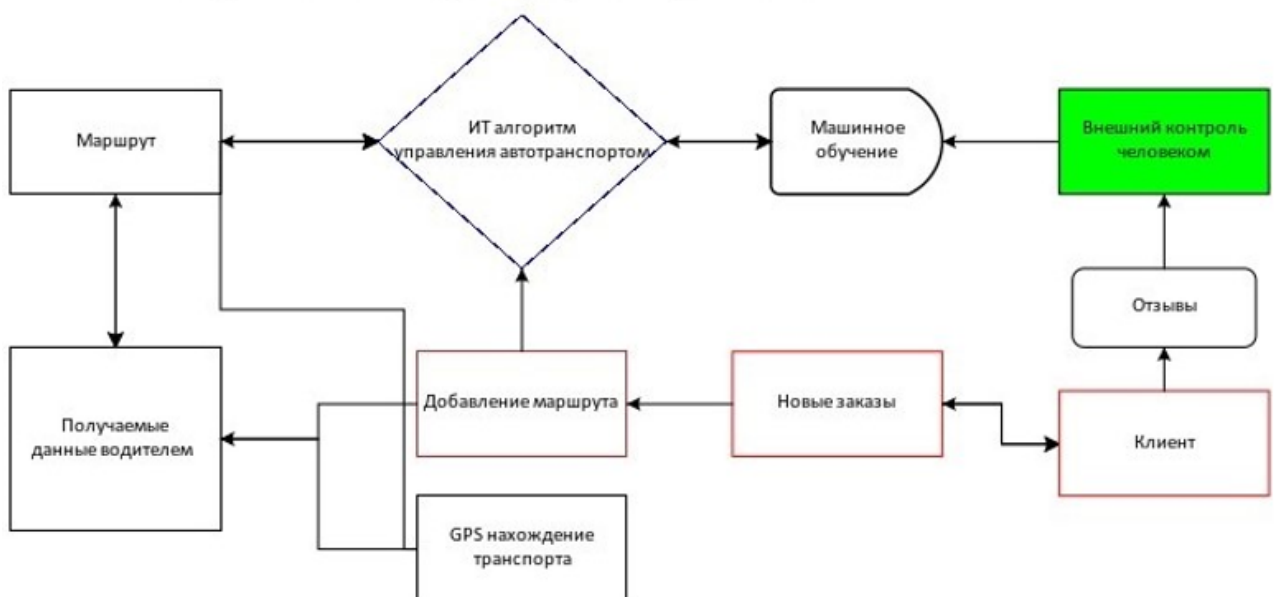 Маршрут
ИТ алгоритм
управления автотранспортом
Машинное
обучение
Внешний контроль
человеком
Отзывы
Получаемые
данные водителем
Добавление маршрута
Новые заказы
Клиент
GPS нахождение
транспорта